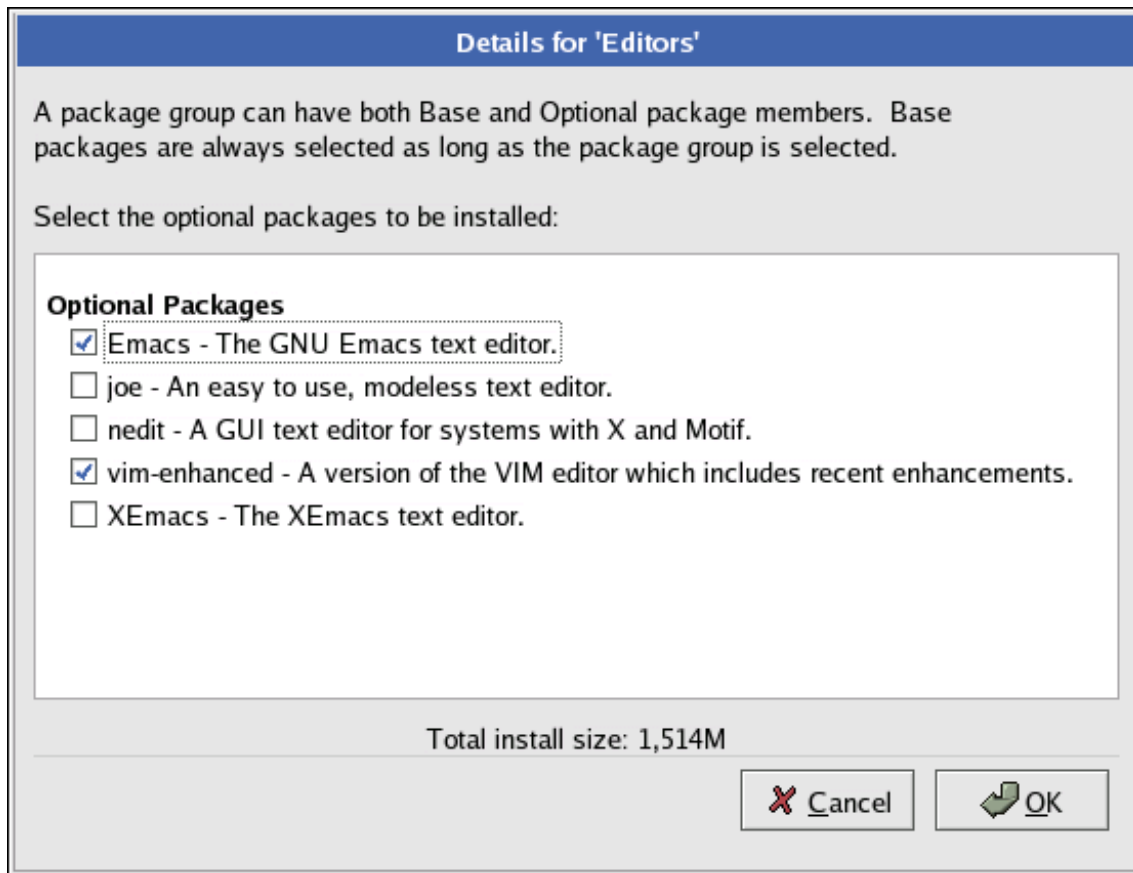 Details for 'Editors'
A package group can have both Base and Optional package members.  Base
packages are always selected as long as the package group is selected.
Select the optional packages to be installed:
Optional Packages
Emacs - The GNU Emacs text editor.
joe - An easy to use, modeless text editor.
nedit - A GUI text editor for systems with X and Motif.
vim-enhanced - A version of the VIM editor which includes recent enhancements.
XEmacs - The XEmacs text editor.
Total install size: 1,514M
Cancel
OK